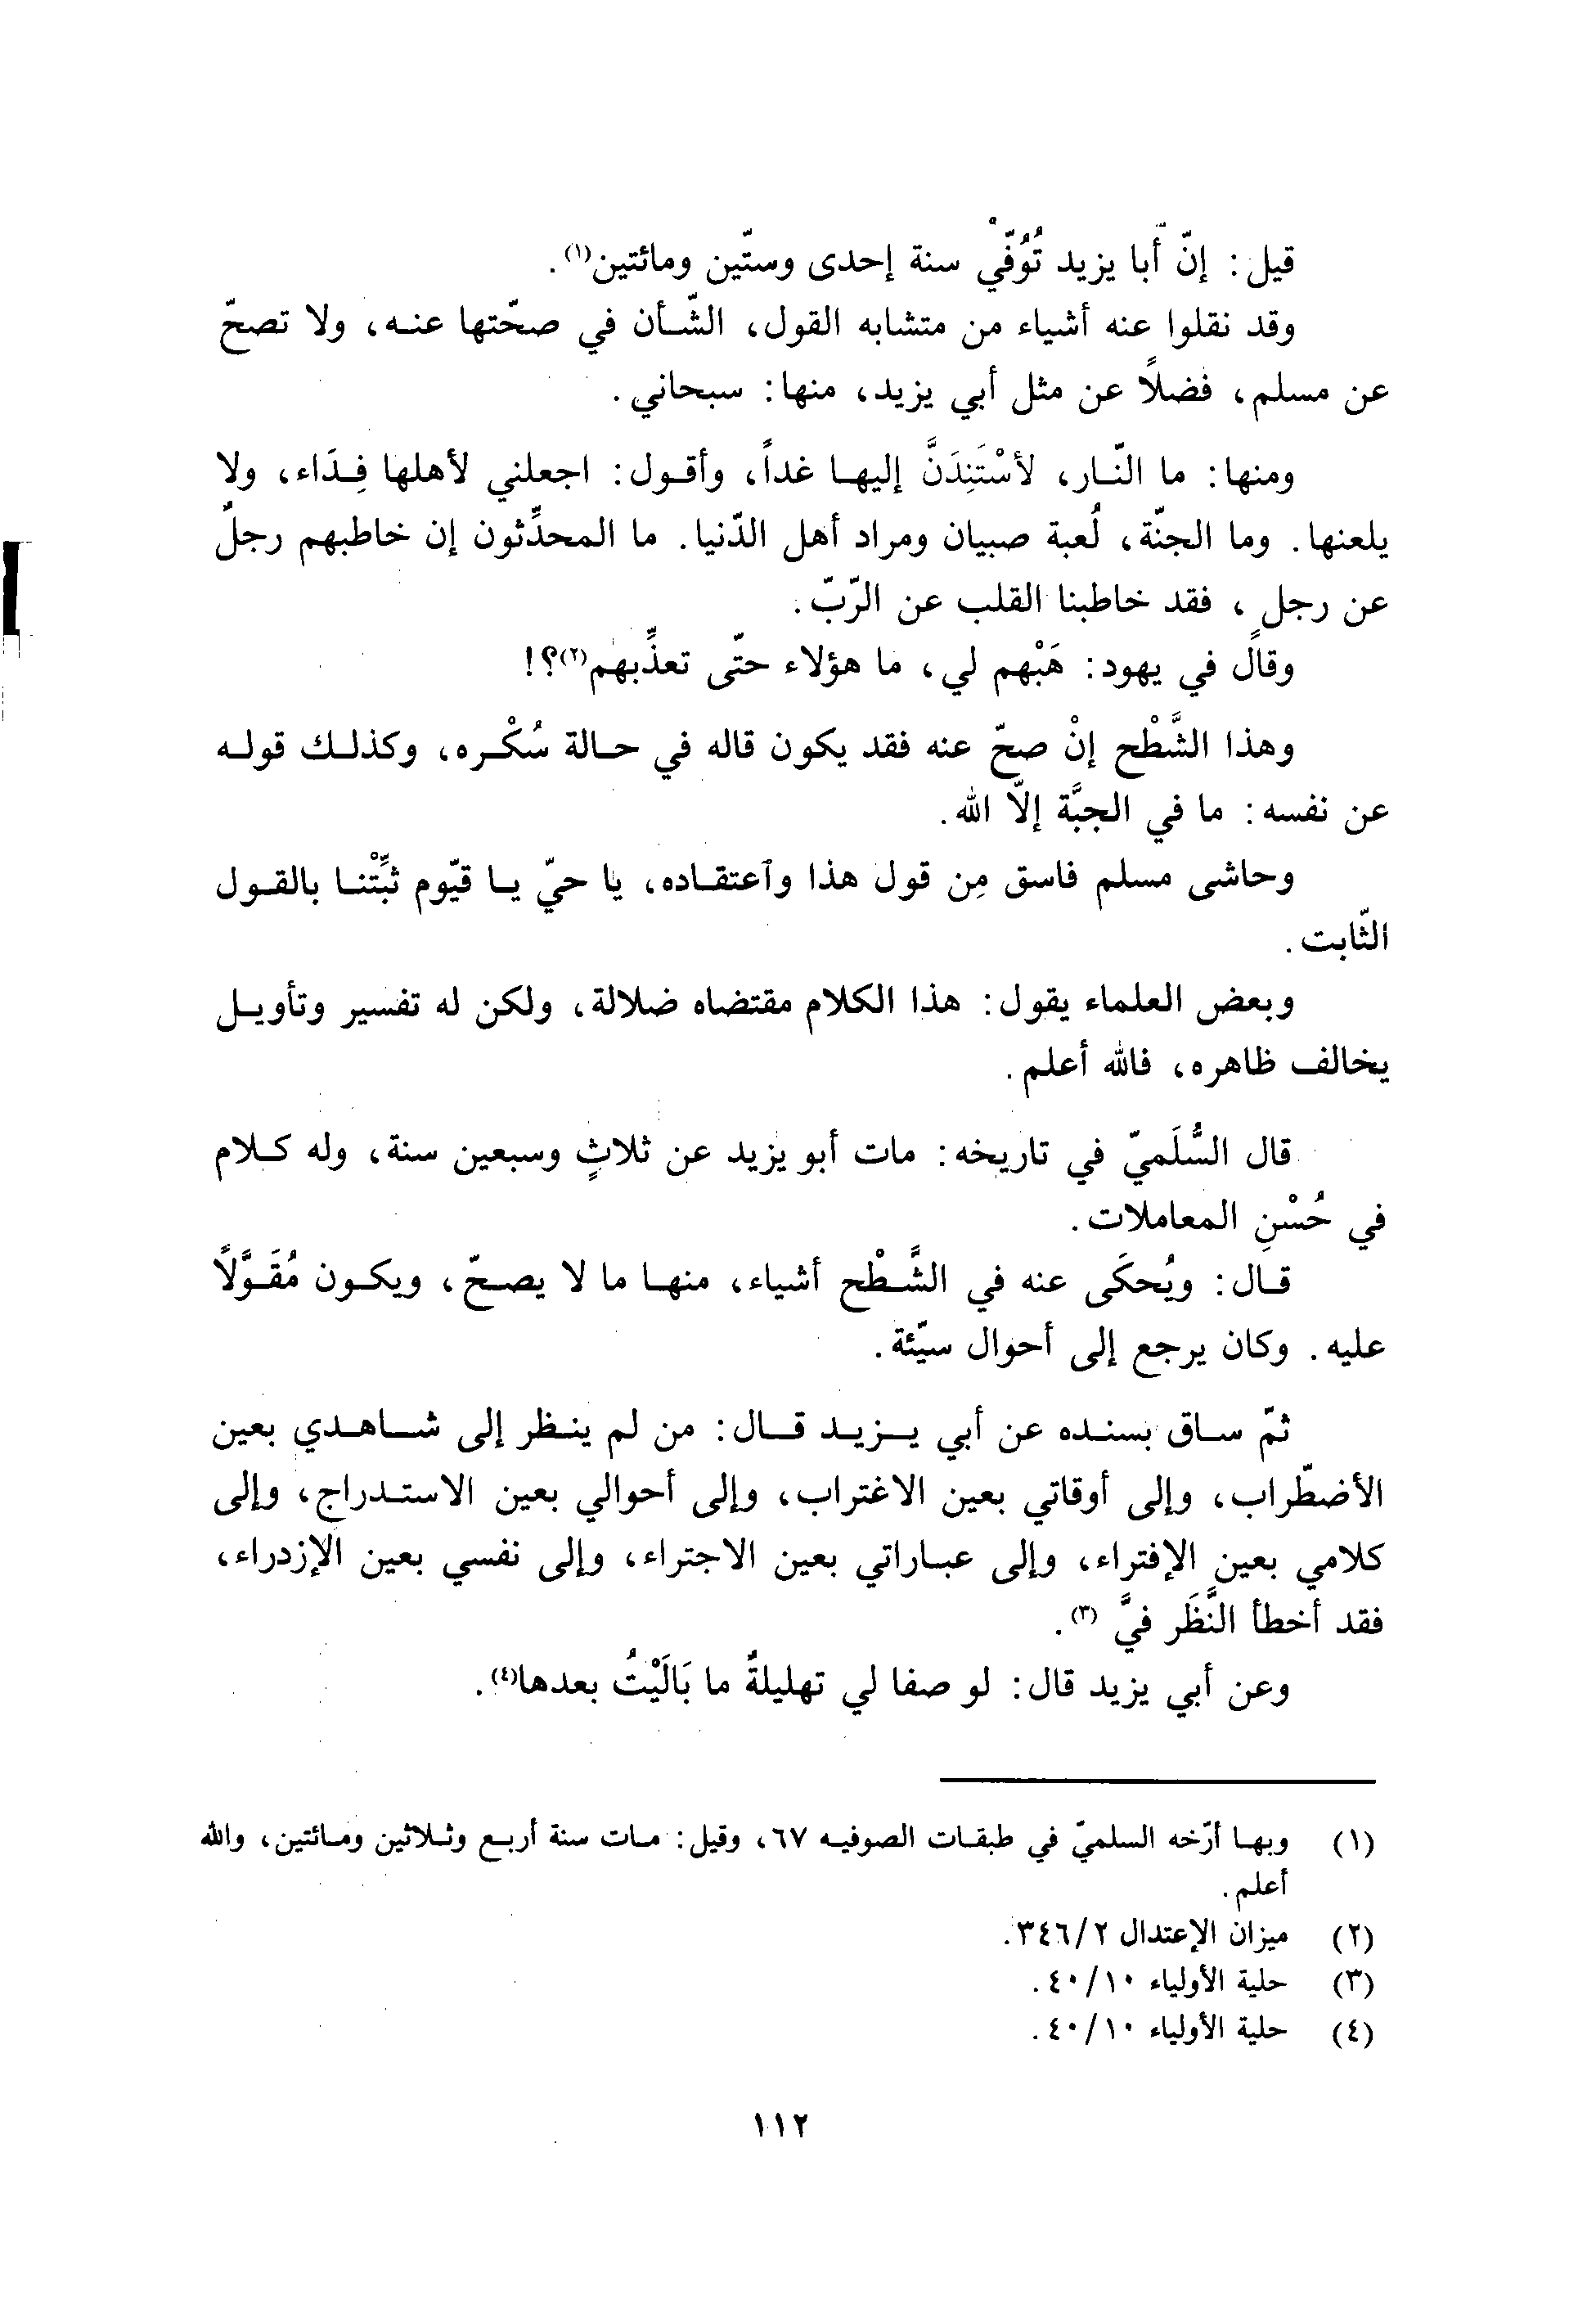 قيل: إنّ أبا يزيد تُوُفّيْ سنة إحدى وستّين ومائتين(١).
وقد نقلوا عنه أشياء من متشابه القول، الشّأن في صحّتها عنه، ولا تصحّ
عن مسلم، فضلاً عن مثل أبي يزيد، منها: سبحاني.
ومنها: ما النّار، لأسْتَنِدَنَّ إليها غداً، وأقول: اجعلني لأهلها فِدَاء، ولا
يلعنها. وما الجنّة، لُعبة صبيان ومراد أهل الدّنيا. ما المحدِّثون إن خاطبهم رجلٌ
عن رجلٍ، فقد خاطبنا القلب عن الرّبّ.
وقال في يهود: هَبْهم لي، ما هؤلاء حتّى تعذِّبهم(٢)؟!
وهذا الشَّطْح إنْ صحّ عنه فقد يكون قاله في حالة سُكْره، وكذلك قوله
عن نفسه: ما في الجبَّة إلّا الله.
وحاشى مسلم فاسق مِن قول هذا وآعتقاده، يا حيّ يا قيّوم ثبِّتْنا بالقول
الثّابت.
وبعض العلماء يقول: هذا الكلام مقتضاه ضلالة، ولكن له تفسير وتأويل
يخالف ظاهره، فالله أعلم.
قال السُّلَميّ في تاريخه: مات أبو يزيد عن ثلاثٍ وسبعين سنة، وله كلام
في حُسْنِ المعاملات.
قال: ويُحكَى عنه في الشَّطْح أشياء، منها ما لا يصحّ، ويكون مُقَوَّلاً
عليه. وكان يرجع إلى أحوال سيّئة.
ثمّ ساق بسنده عن أبي يزيد قال: من لم ينظر إلى شاهدي بعين
الأضطّراب، وإلى أوقاتي بعين الاغتراب، وإلى أحوالي بعين الاستدراج، وإلى
كلامي بعين الإفتراء، وإلى عباراتي بعين الاجتراء، وإلى نفسي بعين الإزدراء،
فقد أخطأ النَّظَر فيَّ (٣).
وعن أبي يزيد قال: لو صفا لي تهليلةٌ ما بَالَيْتُ بعدها(٤).
(١) وبها أرّخه السلميّ في طبقات الصوفيه ٦٧، وقيل: مات سنة أربع وثلاثين ومائتين، والله
أعلم.
(٢) ميزان الإعتدال ٣٤٦/٢.
(٣) حلية الأولياء ٤٠/١٠.
(٤) حلية الأولياء ٤٠/١٠.
١١٢